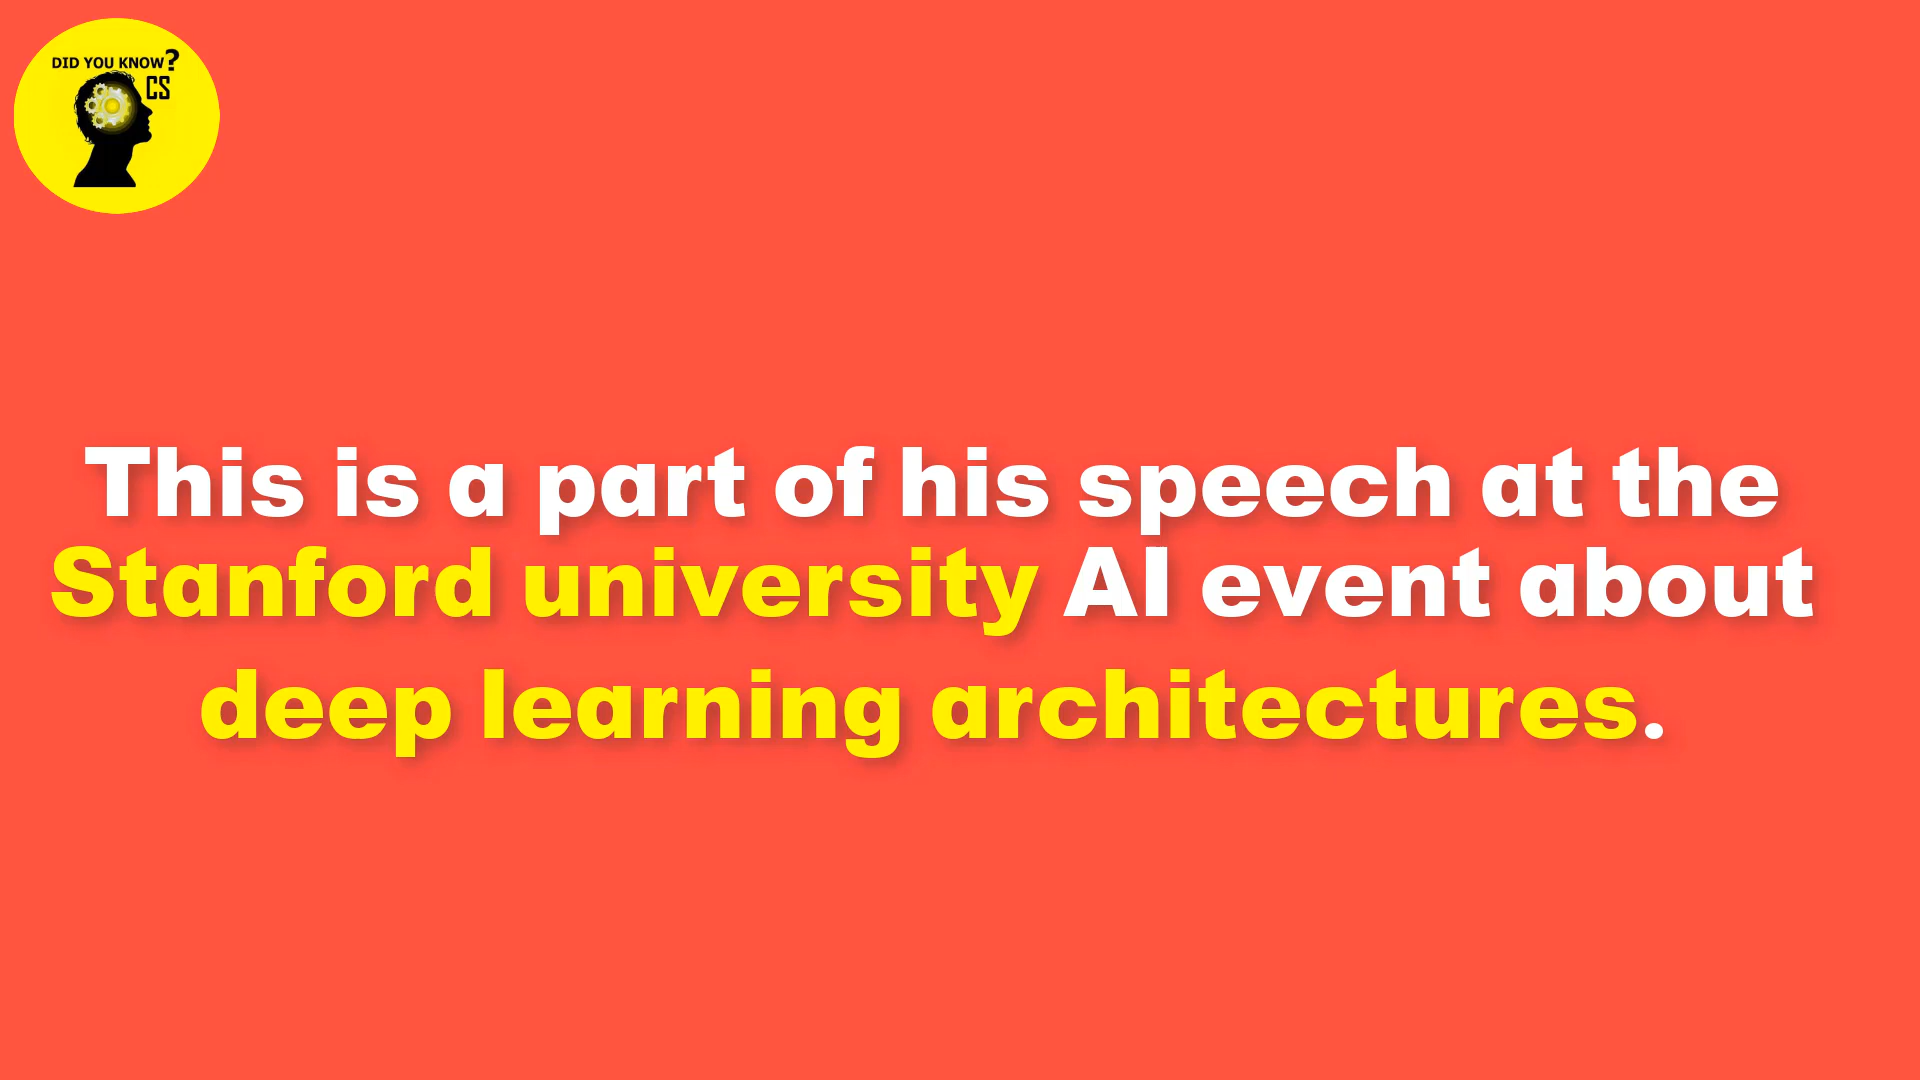 DID YOU KNOW?
CS
This is a part of his speech at the
Stanford university AI event about
deep learning architectures.